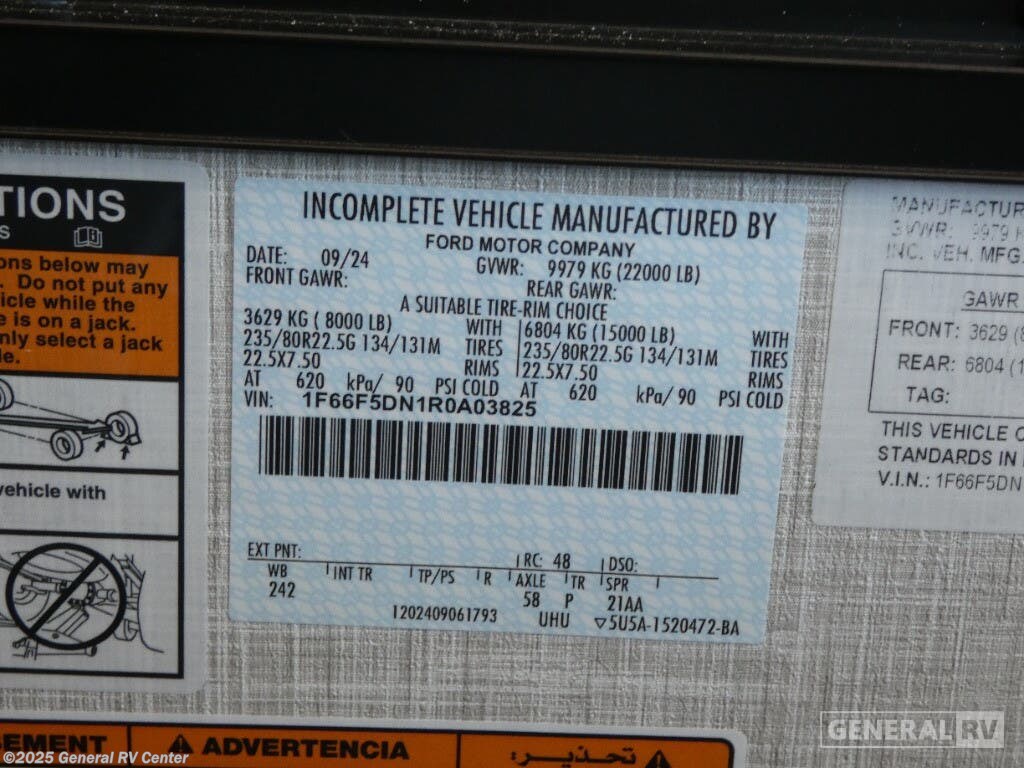 TIONS
S
ons below may
. Do not put any
icle while the
e is on a jack.
nly select a jack
le.
vehicle with
INCOMPLETE VEHICLE MANUFACTURED BY
FORD MOTOR COMPANY
DATE: 09/24 GVWR: 9979 KG (22000 LB)
FRONT GAWR: REAR GAWR:
A SUITABLE TIRE-RIM CHOICE
3629 KG ( 8000 LB) WITH 6804 KG (15000 LB) WITH
235/80R22.5G 134/131M TIRES 235/80R22.5G 134/131M TIRES
22.5X7.50 RIMS 22.5X7.50 RIMS
AT 620 kPa/ 90 PSI COLD AT 620 kPa/ 90 PSI COLD
VIN: 1F66F5DN1R0A03825
EXT PNT: RC: 48 DSO:
WB INT TR TP/PS R AXLE TR SPR
242 58 P 21AA
1202409061793 UHU ▽5U5A-1520472-BA
MANUFACTUR
GVWR: 9979 K
INC. VEH. MFG.
GAWR
FRONT: 3629 (8
REAR: 6804 (1
TAG:
THIS VEHICLE C
STANDARDS IN
V.I.N.: 1F66F5DN
SEMENT ADVERTENCIA تحذير:
©2025 General RV Center
GENERAL RV